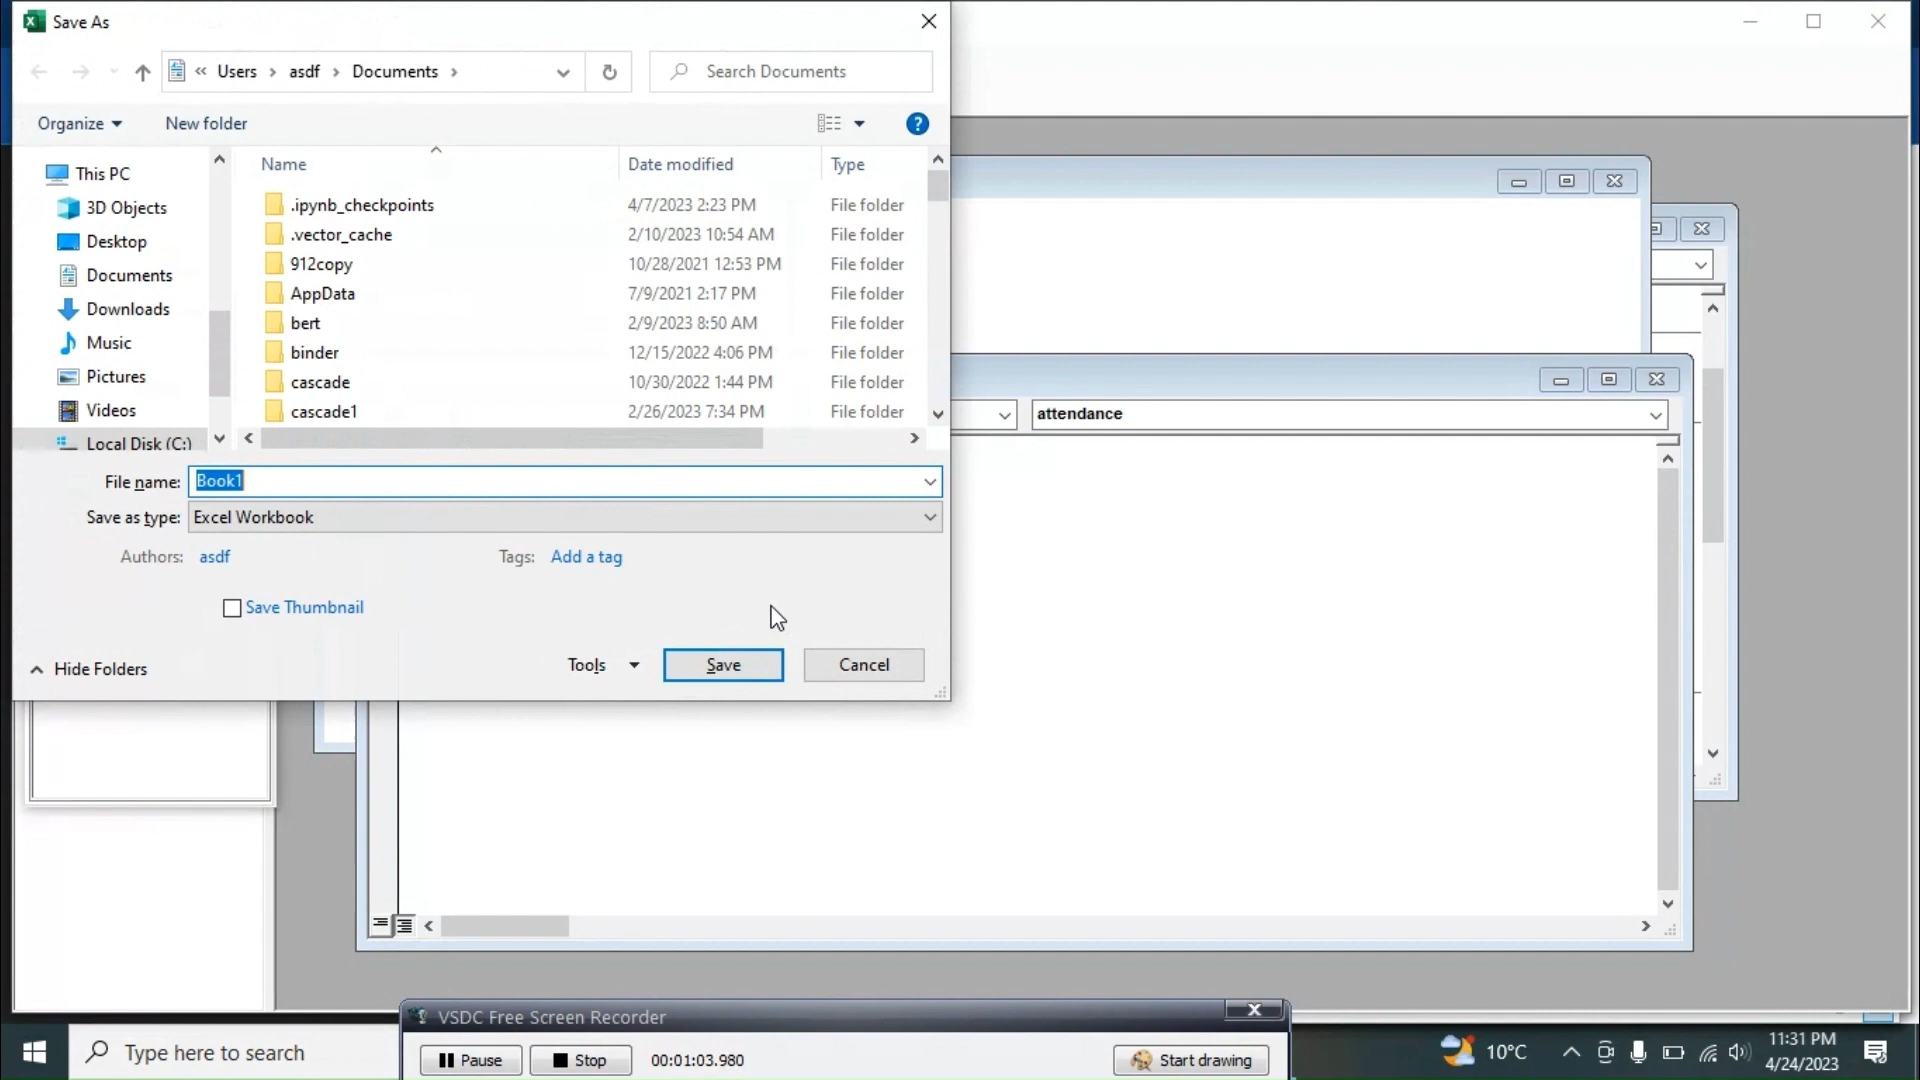 Save As
« Users > asdf > Documents >
Search Documents
Organize
New folder
Name
Date modified
Type
This PC
3D Objects
Desktop
Documents
Downloads
Music
Pictures
Videos
Local Disk (C:)
.ipynb_checkpoints 4/7/2023 2:23 PM File folder
.vector_cache 2/10/2023 10:54 AM File folder
912copy 10/28/2021 12:53 PM File folder
AppData 7/9/2021 2:17 PM File folder
bert 2/9/2023 8:50 AM File folder
binder 12/15/2022 4:06 PM File folder
cascade 10/30/2022 1:44 PM File folder
cascade1 2/26/2023 7:34 PM File folder
attendance
File name: Book1
Save as type: Excel Workbook
Authors: asdf
Tags: Add a tag
Save Thumbnail
Hide Folders
Tools
Save
Cancel
VSDC Free Screen Recorder
Pause
Stop
00:01:03.980
Start drawing
Type here to search
10°C
11:31 PM
4/24/2023